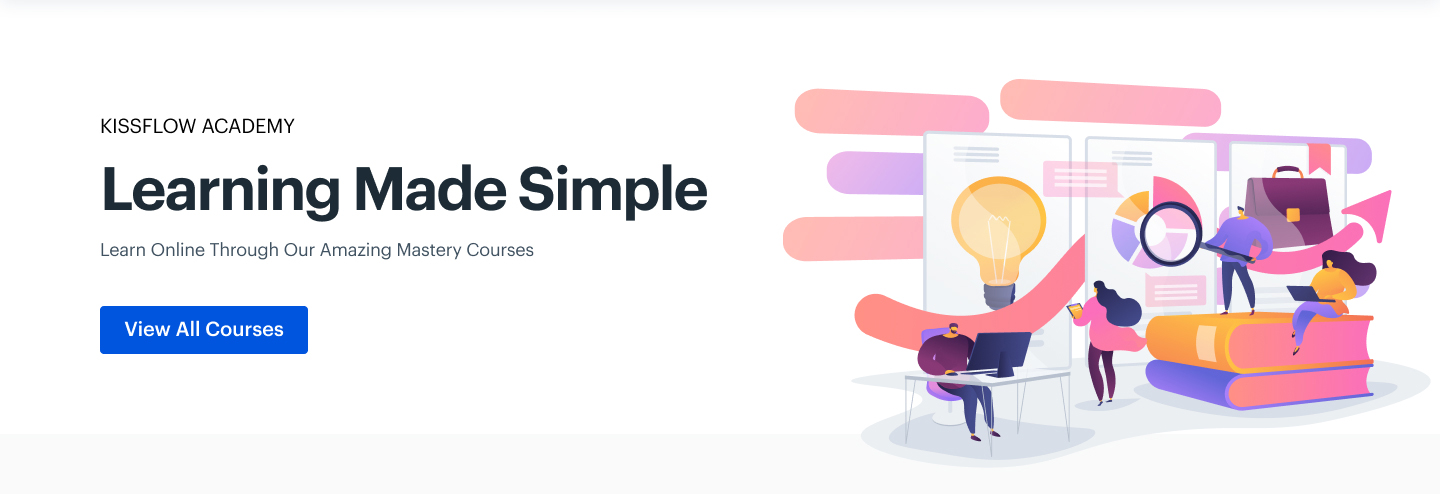 KISSFLOW ACADEMY
Learning Made Simple
Learn Online Through Our Amazing Mastery Courses
View All Courses